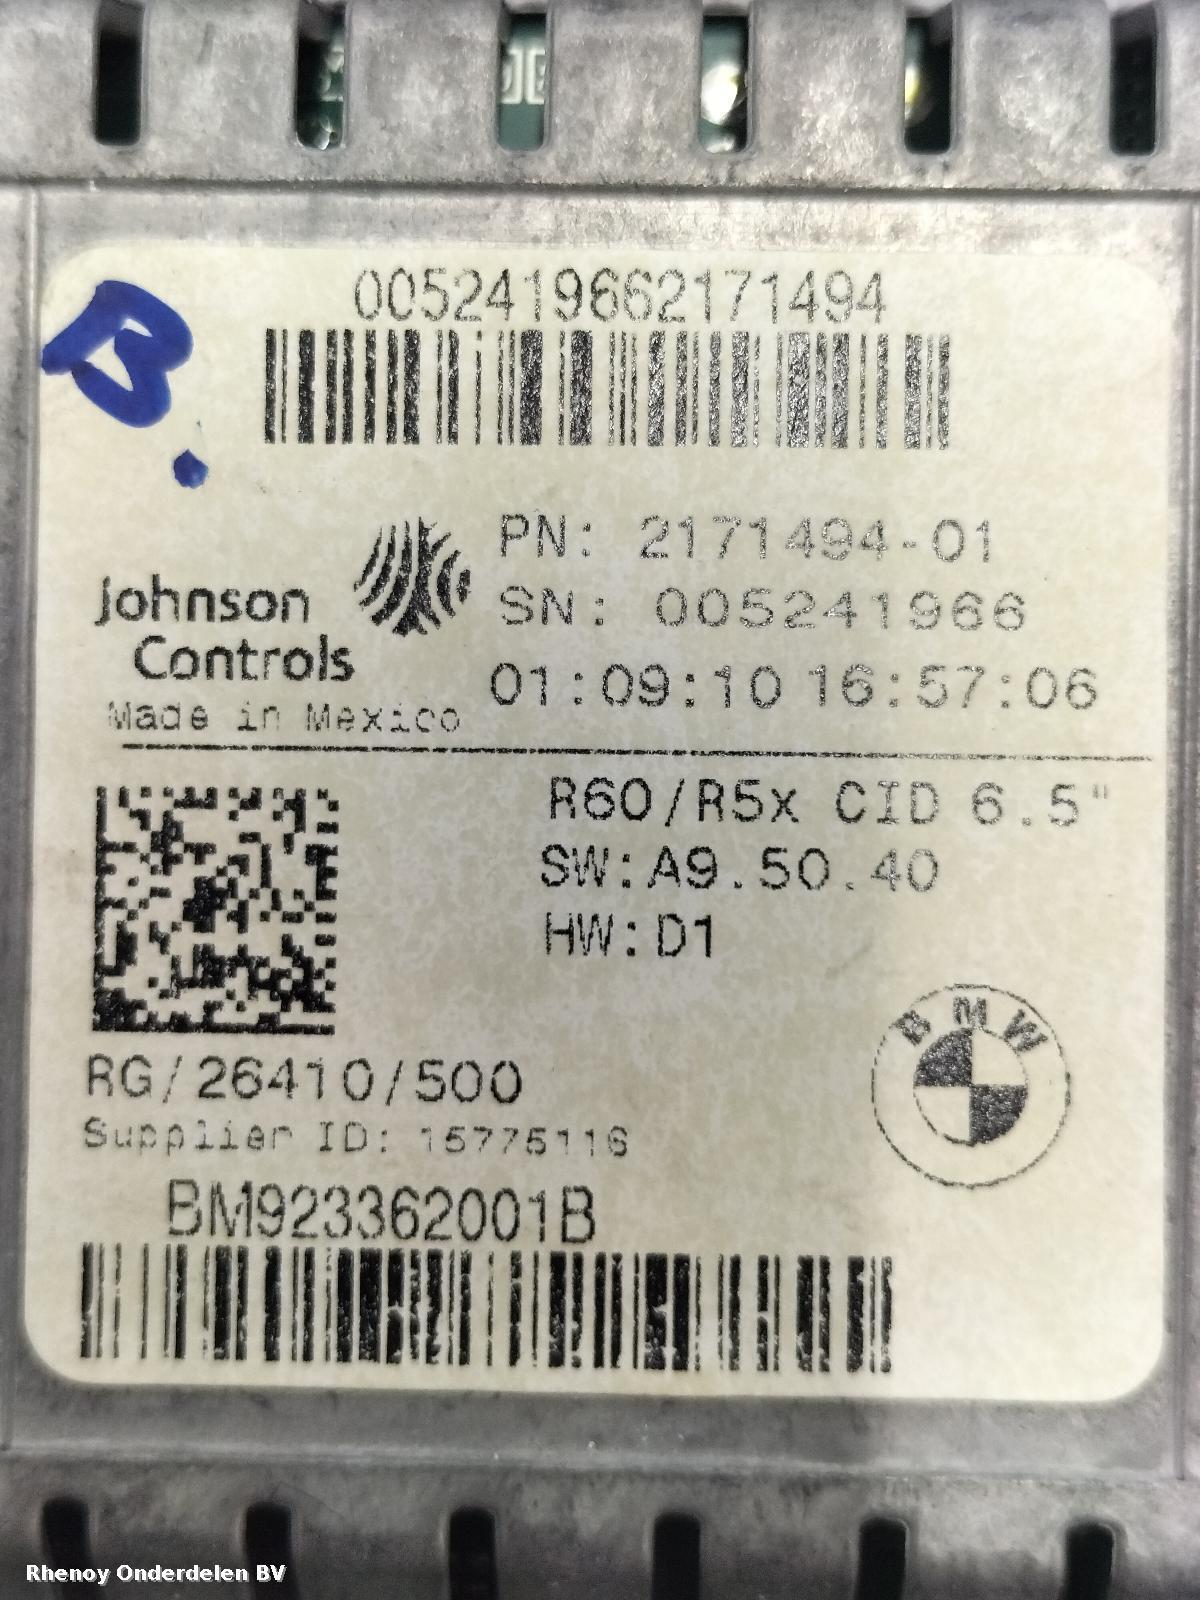 0052419662171494
B.
PN: 2171494-01
SN: 005241966
Johnson Controls
01:09:10 16:57:06
Made in Mexico
R60/R5x CID 6.5"
SW:A9.50.40
HW:D1
BMW
RG/26410/500
Supplier ID: 15775116
BM923362001B
Rhenoy Onderdelen BV